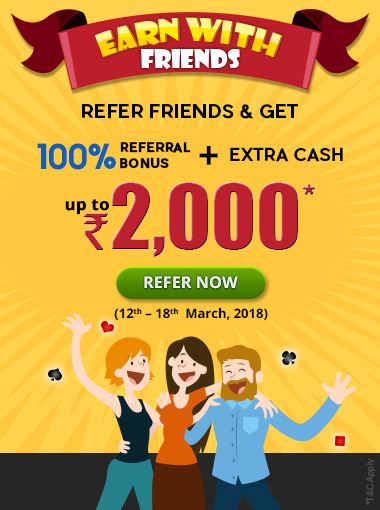 EARN WITH
FRIENDS
REFER FRIENDS & GET
100% REFERRAL BONUS + EXTRA CASH
up to ₹2,000*
REFER NOW
(12th – 18th March, 2018)
*T&C Apply